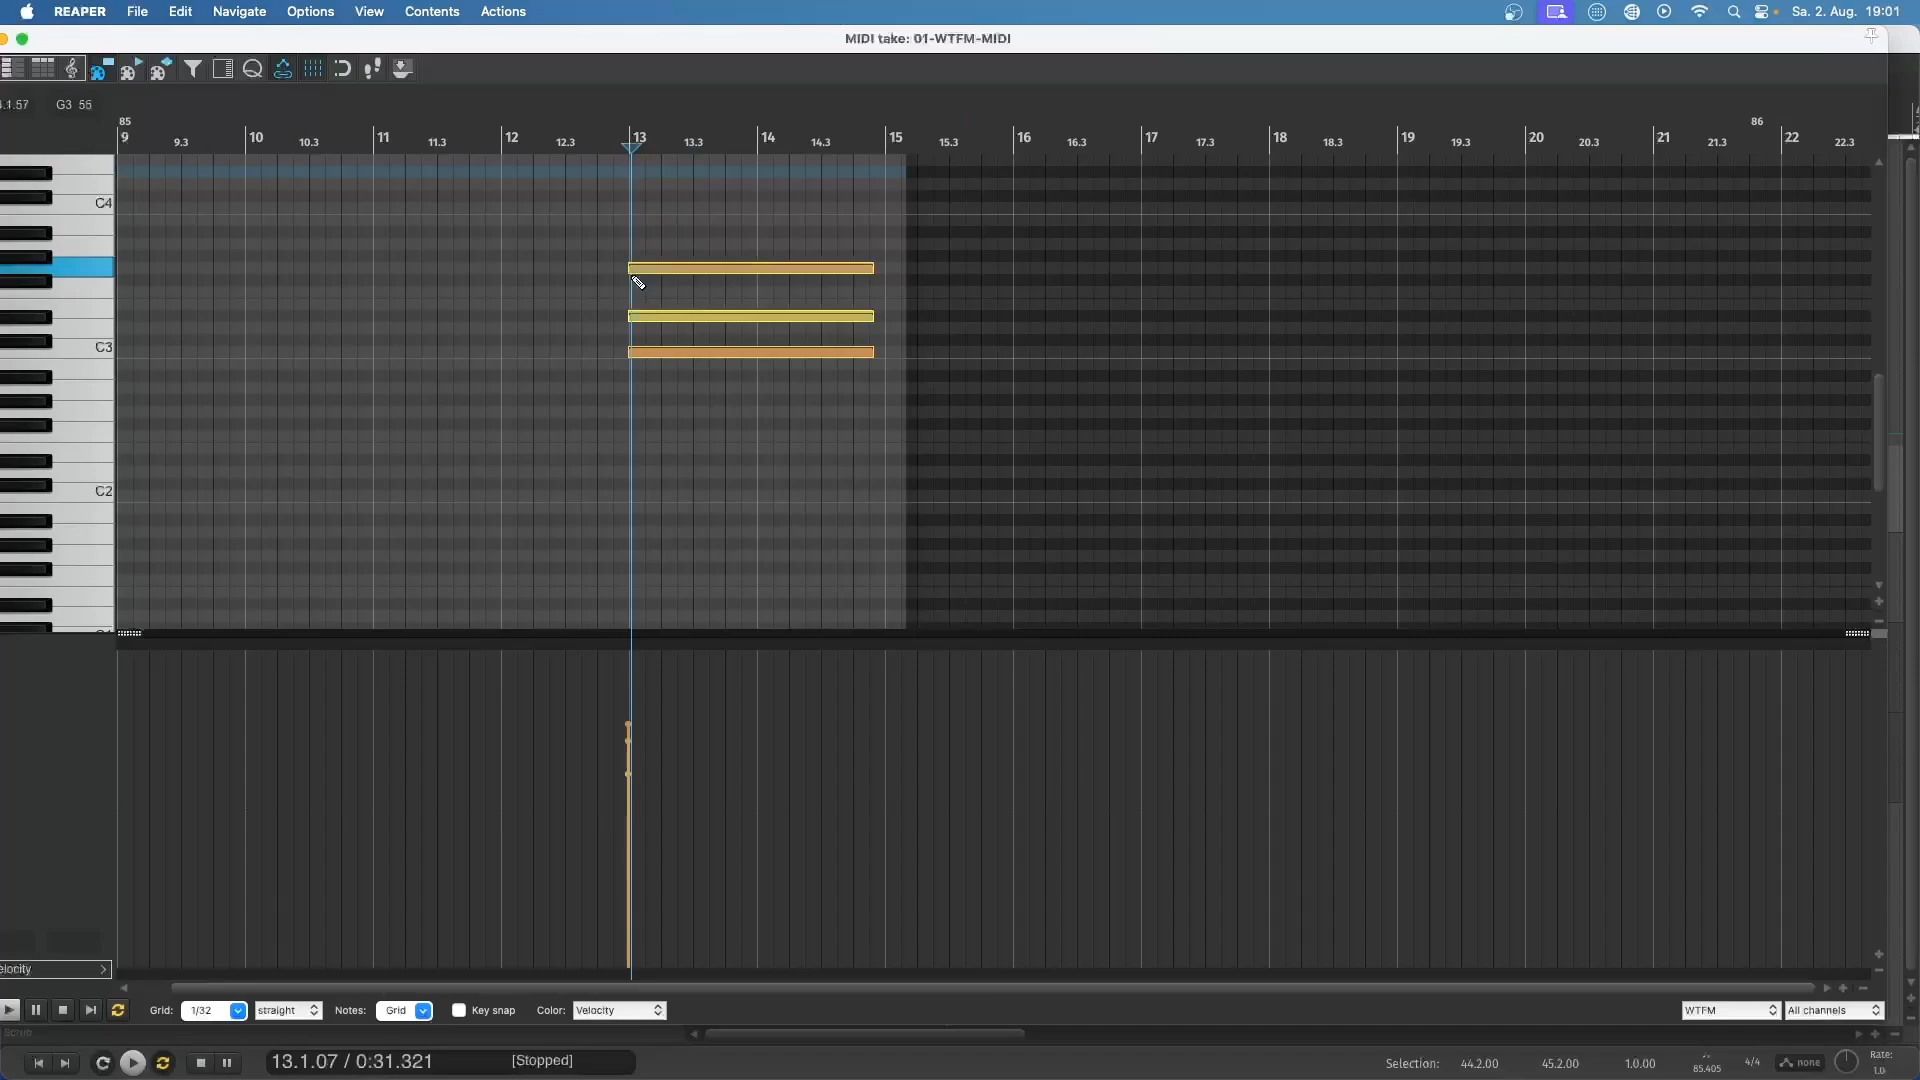 REAPER File Edit Navigate Options View Contents Actions Sa. 2. Aug. 19:01
MIDI take: 01-WTFM-MIDI
.1.57 G3 55
85 86
9 9.3 10 10.3 11 11.3 12 12.3 13 13.3 14 14.3 15 15.3 16 16.3 17 17.3 18 18.3 19 19.3 20 20.3 21 21.3 22 22.3
C4
C3
C2
elocity
Grid: 1/32 straight Notes: Grid Key snap Color: Velocity WTFM All channels
Scrub
13.1.07 / 0:31.321 [Stopped] Selection: 44.2.00 45.2.00 1.0.00 85.405 4/4 none Rate:
1.0